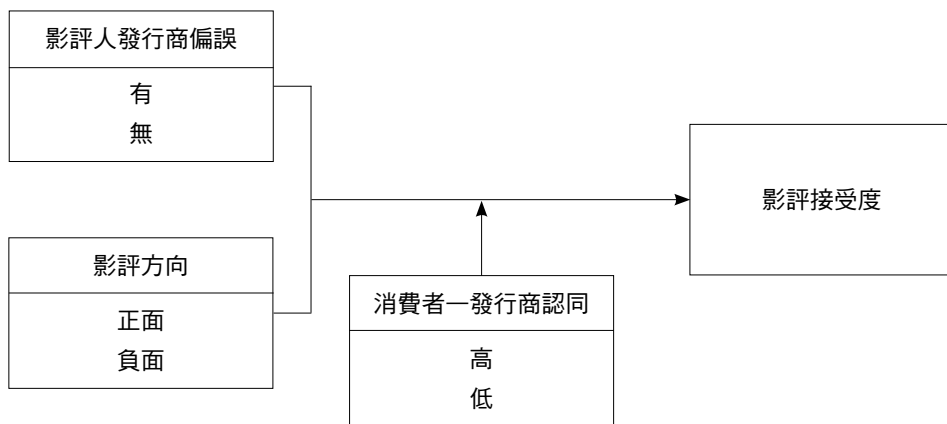 影評人發行商偏誤
有
無
影評方向
正面
負面
消費者一發行商認同
高
低
影評接受度